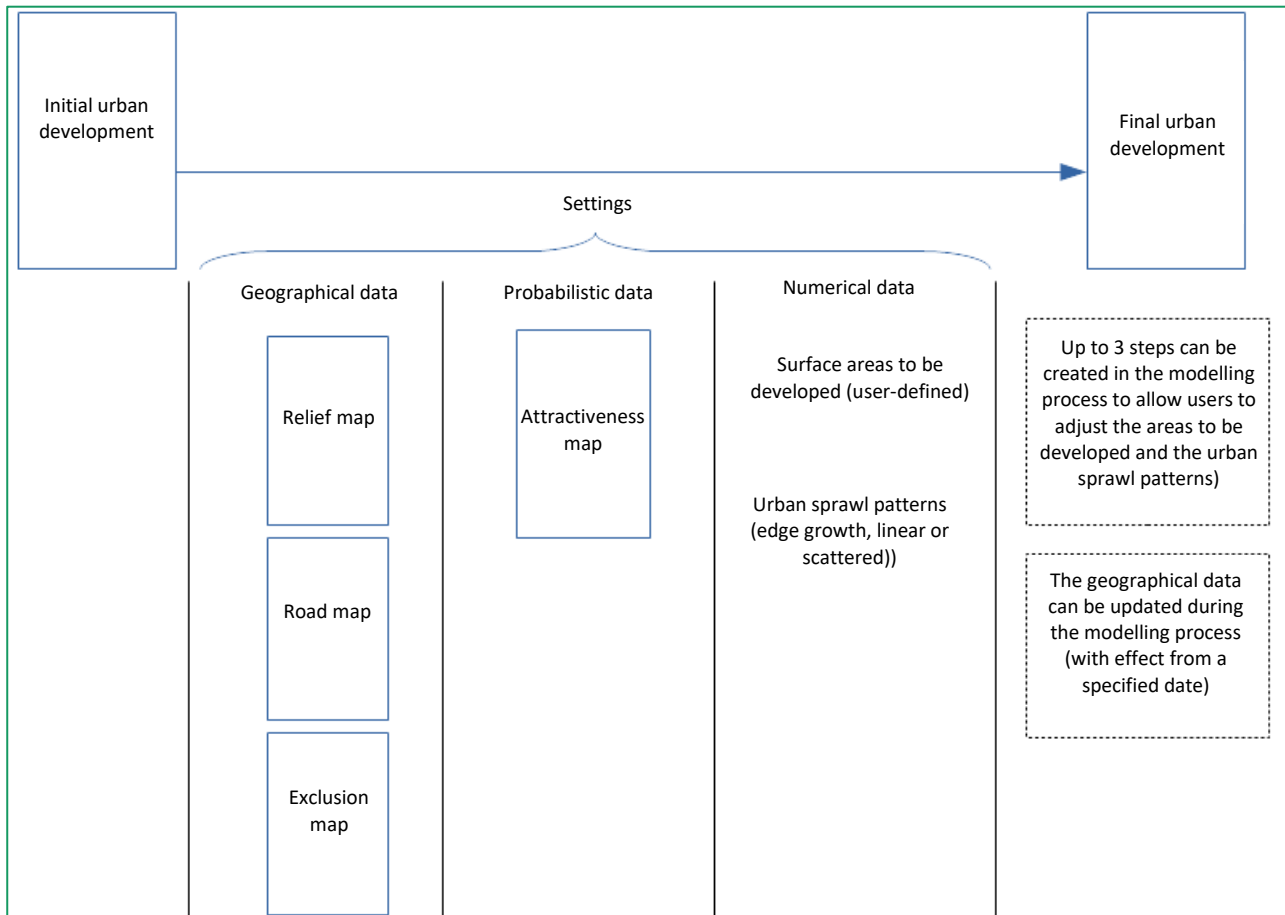 Initial urban
development
Final urban
development
Settings
Geographical data
Probabilistic data
Numerical data
Relief map
Road map
Exclusion
map
Attractiveness
map
Surface areas to be
developed (user-defined)
Urban sprawl patterns
(edge growth, linear or
scattered))
Up to 3 steps can be
created in the modelling
process to allow users to
adjust the areas to be
developed and the urban
sprawl patterns)
The geographical data
can be updated during
the modelling process
(with effect from a
specified date)